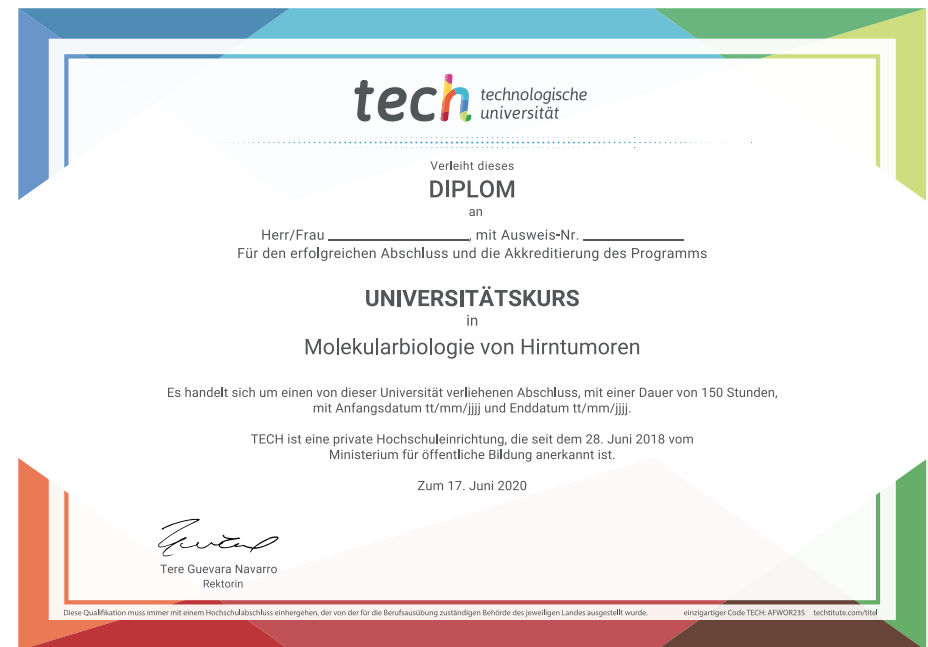 tech technologische
universität
Verleiht dieses
DIPLOM
an
Herr/Frau ____________, mit Ausweis-Nr. ____________
Für den erfolgreichen Abschluss und die Akkreditierung des Programms
UNIVERSITÄTSKURS
in
Molekularbiologie von Hirntumoren
Es handelt sich um einen von dieser Universität verliehenen Abschluss, mit einer Dauer von 150 Stunden,
mit Anfangsdatum tt/mm/jjjj und Enddatum tt/mm/jjjj.
TECH ist eine private Hochschuleinrichtung, die seit dem 28. Juni 2018 vom
Ministerium für öffentliche Bildung anerkannt ist.
Zum 17. Juni 2020
Tere Guevara Navarro
Rektorin
Diese Qualifikation muss immer mit einem Hochschulabschluss einhergehen, der von der für die Berufsausübung zuständigen Behörde des jeweiligen Landes ausgestellt wurde. einzigartiger Code TECH: AFWOR23S techtitute.com/titel